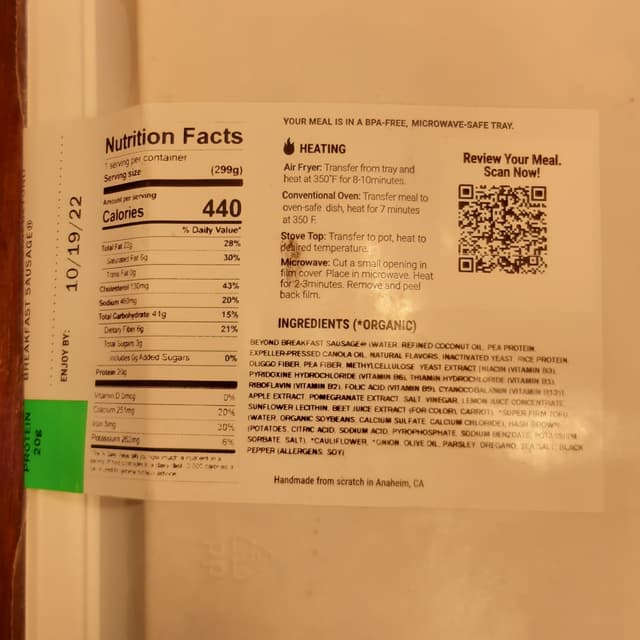 BREAKFAST SAUSAGE®
ENJOY BY: 10/19/22
PROTEIN
20g
Nutrition Facts
1 serving per container
Serving size (299g)
Amount per serving
Calories 440
% Daily Value*
Total Fat 22g 28%
Saturated Fat 6g 30%
Trans Fat 0g
Cholesterol 130mg 43%
Sodium 460mg 20%
Total Carbohydrate 41g 15%
Dietary Fiber 6g 21%
Total Sugars 3g
Includes 0g Added Sugars 0%
Protein 20g
Vitamin D 0mcg 0%
Calcium 251mg 20%
Iron 5mg 30%
Potassium 262mg 6%
YOUR MEAL IS IN A BPA-FREE, MICROWAVE-SAFE TRAY.
HEATING
Air Fryer: Transfer from tray and
heat at 350°F for 8-10minutes.
Conventional Oven: Transfer meal to
oven-safe dish, heat for 7 minutes
at 350 F.
Stove Top: Transfer to pot, heat to
desired temperature.
Microwave: Cut a small opening in
film cover. Place in microwave. Heat
for 2-3minutes. Remove and peel
back film.
Review Your Meal.
Scan Now!
INGREDIENTS (*ORGANIC)
BEYOND BREAKFAST SAUSAGE® (WATER, REFINED COCONUT OIL, PEA PROTEIN,
EXPELLER-PRESSED CANOLA OIL, NATURAL FLAVORS, INACTIVATED YEAST, RICE PROTEIN,
OLIGGO FIBER, PEA FIBER, METHYLCELLULOSE, YEAST EXTRACT [NIACIN (VITAMIN B3),
PYRIDOXINE HYDROCHLORIDE (VITAMIN B6), THIAMIN HYDROCHLORIDE (VITAMIN B1),
RIBOFLAVIN (VITAMIN B2), FOLIC ACID (VITAMIN B9), CYANOCOBALAMIN (VITAMIN B12)]
APPLE EXTRACT, POMEGRANATE EXTRACT, SALT, VINEGAR, LEMON JUICE CONCENTRATE,
SUNFLOWER LECITHIN, BEET JUICE EXTRACT (FOR COLOR), CARROT), *SUPER FIRM TOFU
(WATER, ORGANIC SOYBEANS, CALCIUM SULFATE, CALCIUM CHLORIDE), HASH BROWN
(POTATOES, CITRIC ACID, SODIUM ACID, PYROPHOSPHATE, SODIUM BENZOATE, POTASSIUM
SORBATE, SALT), *CAULIFLOWER, *ONION, OLIVE OIL, PARSLEY, OREGANO, SEA SALT, BLACK
PEPPER (ALLERGENS: SOY)
Handmade from scratch in Anaheim, CA